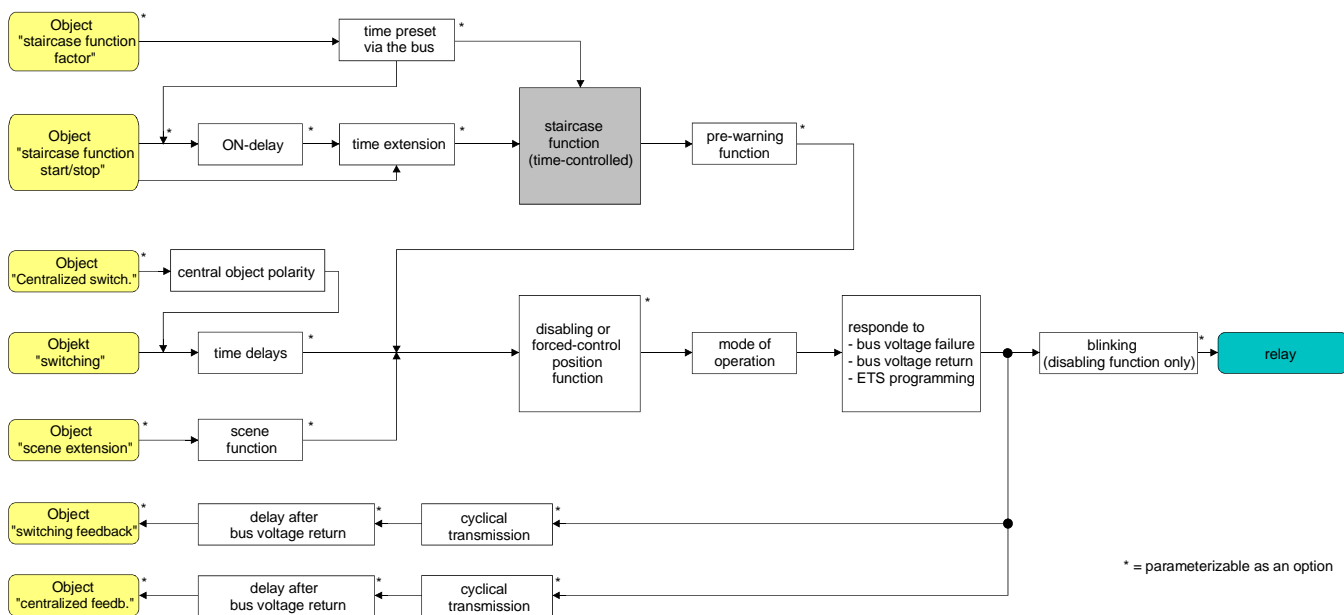 Object
"staircase function
factor"
*
time preset
via the bus
*
Object
"staircase function
start/stop"
*
ON-delay
*
time extension
*
staircase
function
(time-controlled)
pre-warning
function
*
Object
"Centralized switch."
*
central object polarity
Objekt
"switching"
time delays
*
disabling or
forced-control
position
function
*
mode of
operation
responde to
- bus voltage failure
- bus voltage return
- ETS programming
blinking
(disabling function only)
*
relay
Object
"scene extension"
*
scene
function
*
Object
"switching feedback"
*
delay after
bus voltage return
*
cyclical
transmission
*
Object
"centralized feedb."
*
delay after
bus voltage return
*
cyclical
transmission
*
* = parameterizable as an option